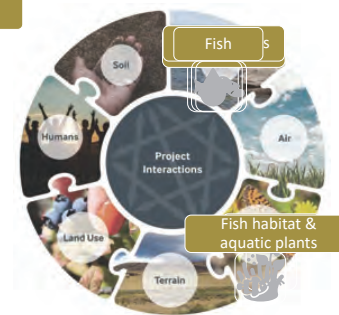 Fish
s
Soil
Humans
Air
Project
Interactions
Fish habitat &
aquatic plants
Land Use
Terrain